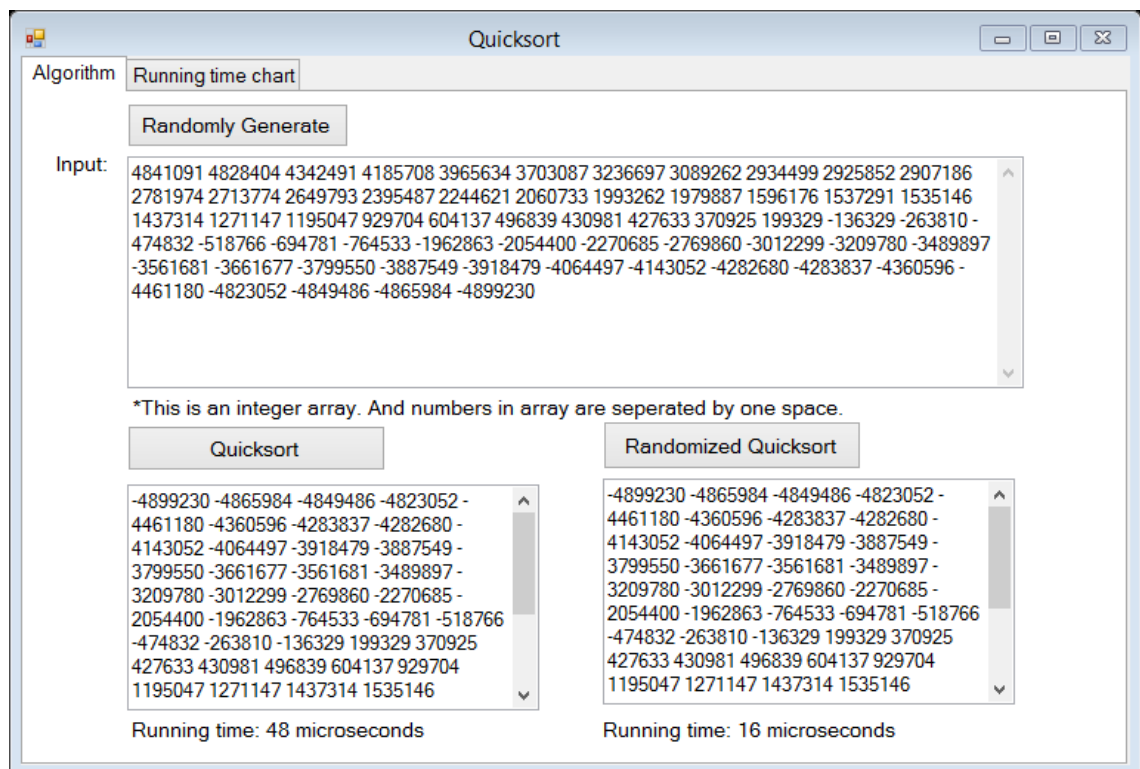 Quicksort
Algorithm
Running time chart
Randomly Generate
Input:
4841091 4828404 4342491 4185708 3965634 3703087 3236697 3089262 2934499 2925852 2907186
2781974 2713774 2649793 2395487 2244621 2060733 1993262 1979887 1596176 1537291 1535146
1437314 1271147 1195047 929704 604137 496839 430981 427633 370925 199329 -136329 -263810 -
474832 -518766 -694781 -764533 -1962863 -2054400 -2270685 -2769860 -3012299 -3209780 -3489897
-3561681 -3661677 -3799550 -3887549 -3918479 -4064497 -4143052 -4282680 -4283837 -4360596 -
4461180 -4823052 -4849486 -4865984 -4899230
*This is an integer array. And numbers in array are seperated by one space.
Quicksort
-4899230 -4865984 -4849486 -4823052 -
4461180 -4360596 -4283837 -4282680 -
4143052 -4064497 -3918479 -3887549 -
3799550 -3661677 -3561681 -3489897 -
3209780 -3012299 -2769860 -2270685 -
2054400 -1962863 -764533 -694781 -518766
-474832 -263810 -136329 199329 370925
427633 430981 496839 604137 929704
1195047 1271147 1437314 1535146
Running time: 48 microseconds
Randomized Quicksort
-4899230 -4865984 -4849486 -4823052 -
4461180 -4360596 -4283837 -4282680 -
4143052 -4064497 -3918479 -3887549 -
3799550 -3661677 -3561681 -3489897 -
3209780 -3012299 -2769860 -2270685 -
2054400 -1962863 -764533 -694781 -518766
-474832 -263810 -136329 199329 370925
427633 430981 496839 604137 929704
1195047 1271147 1437314 1535146
Running time: 16 microseconds